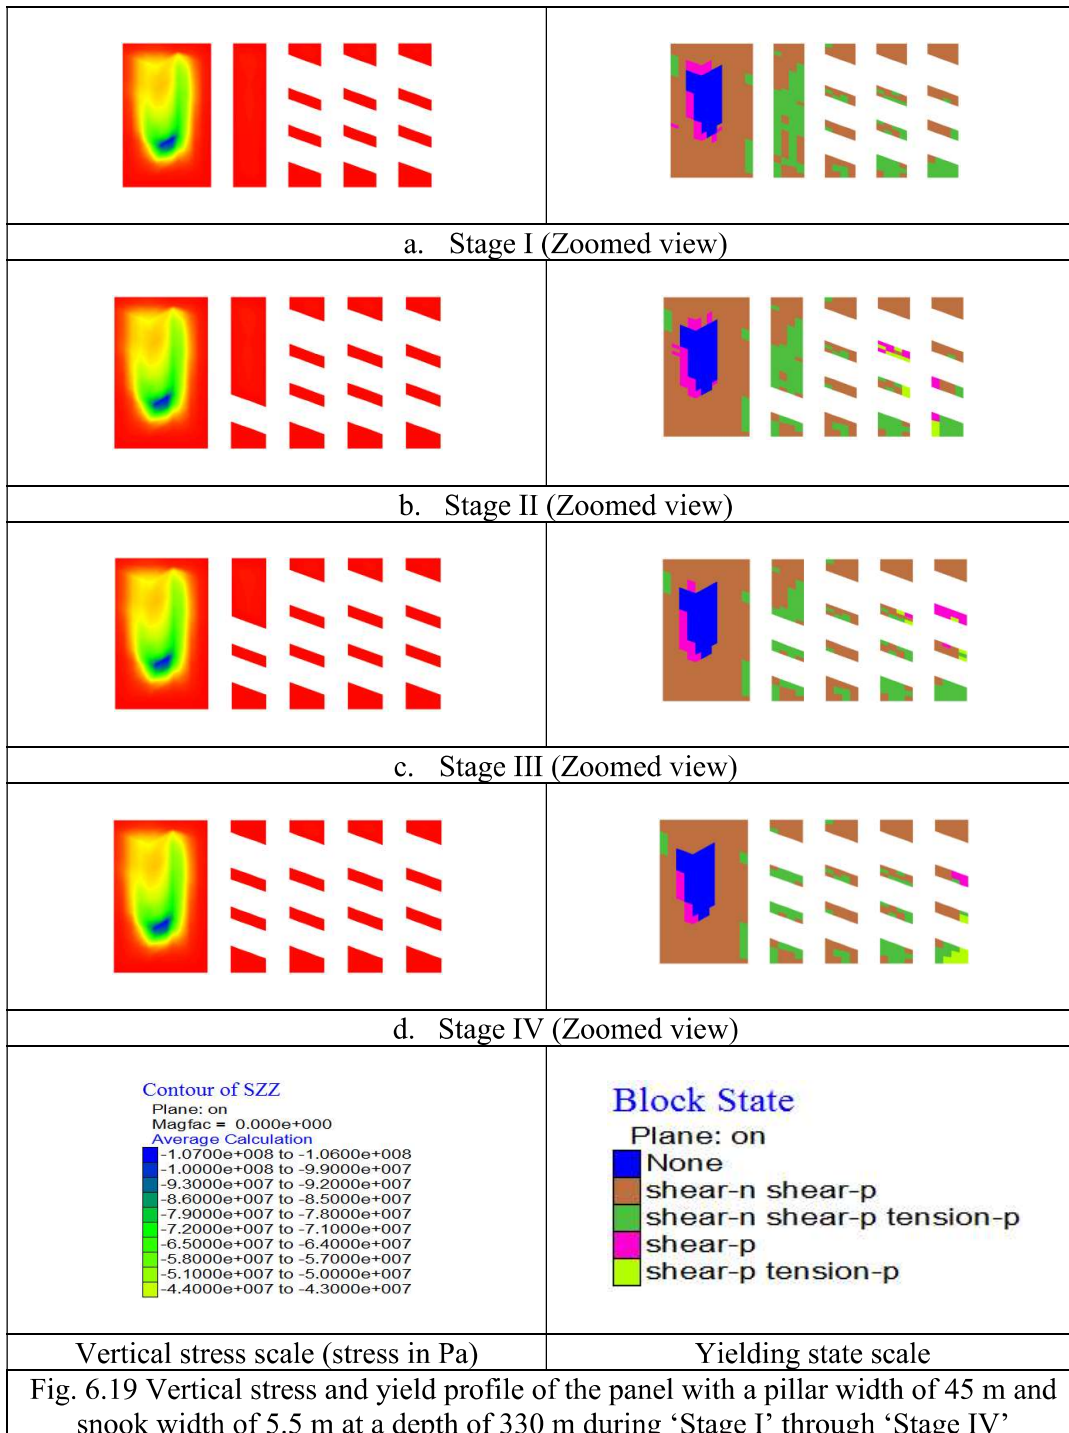 a. Stage I (Zoomed view)
b. Stage II (Zoomed view)
c. Stage III (Zoomed view)
d. Stage IV (Zoomed view)
Contour of SZZ
Plane: on
Magfac = 0.000e+000
Average Calculation
-1.0700e+008 to -1.0600e+008
-1.0000e+008 to -9.9000e+007
-9.3000e+007 to -9.2000e+007
-8.6000e+007 to -8.5000e+007
-7.9000e+007 to -7.8000e+007
-7.2000e+007 to -7.1000e+007
-6.5000e+007 to -6.4000e+007
-5.8000e+007 to -5.7000e+007
-5.1000e+007 to -5.0000e+007
-4.4000e+007 to -4.3000e+007
Block State
Plane: on
None
shear-n shear-p
shear-n shear-p tension-p
shear-p
shear-p tension-p
Vertical stress scale (stress in Pa)
Yielding state scale
Fig. 6.19 Vertical stress and yield profile of the panel with a pillar width of 45 m and
snook width of 5.5 m at a depth of 330 m during ‘Stage I’ through ‘Stage IV’